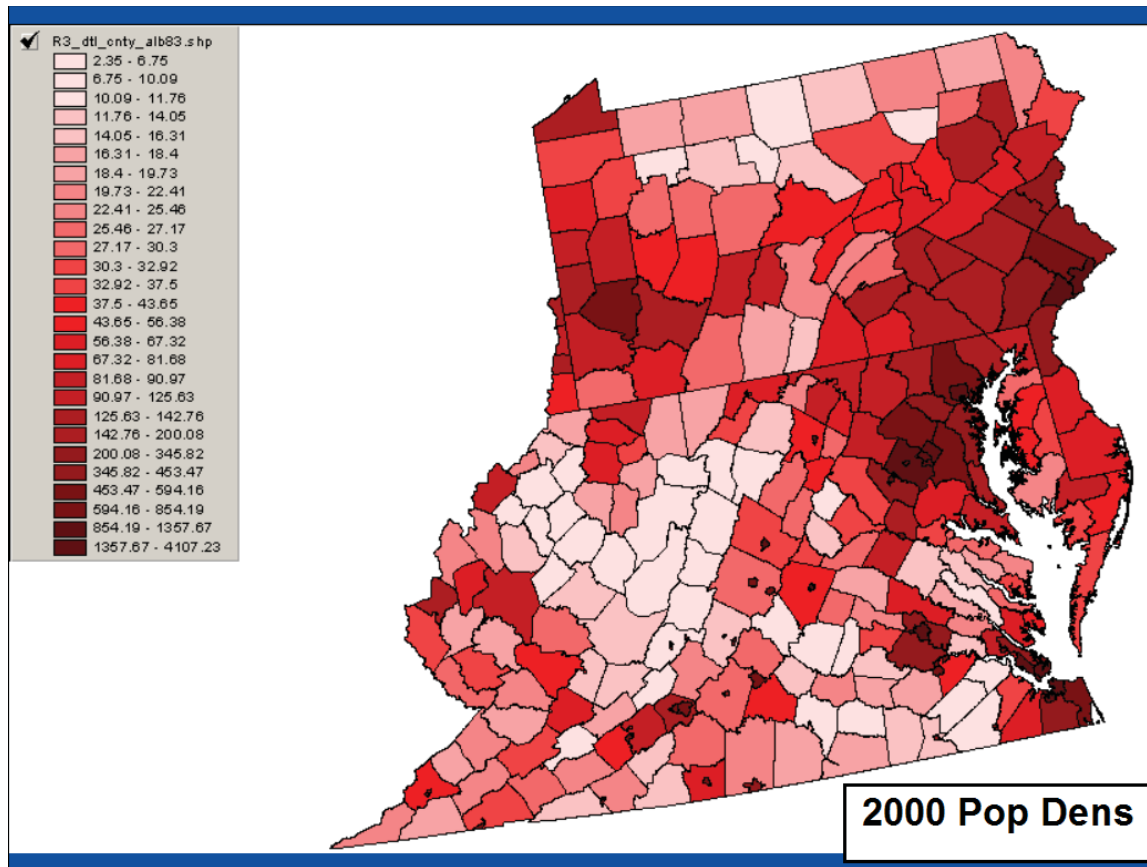 R3_dtl_cnty_alb83.shp
2.35 - 6.75
6.75 - 10.09
10.09 - 11.76
11.76 - 14.05
14.05 - 16.31
16.31 - 18.4
18.4 - 19.73
19.73 - 22.41
22.41 - 25.46
25.46 - 27.17
27.17 - 30.3
30.3 - 32.92
32.92 - 37.5
37.5 - 43.65
43.65 - 56.38
56.38 - 67.32
67.32 - 81.68
81.68 - 90.97
90.97 - 125.63
125.63 - 142.76
142.76 - 200.08
200.08 - 345.82
345.82 - 453.47
453.47 - 594.16
594.16 - 854.19
854.19 - 1357.67
1357.67 - 4107.23
2000 Pop Dens